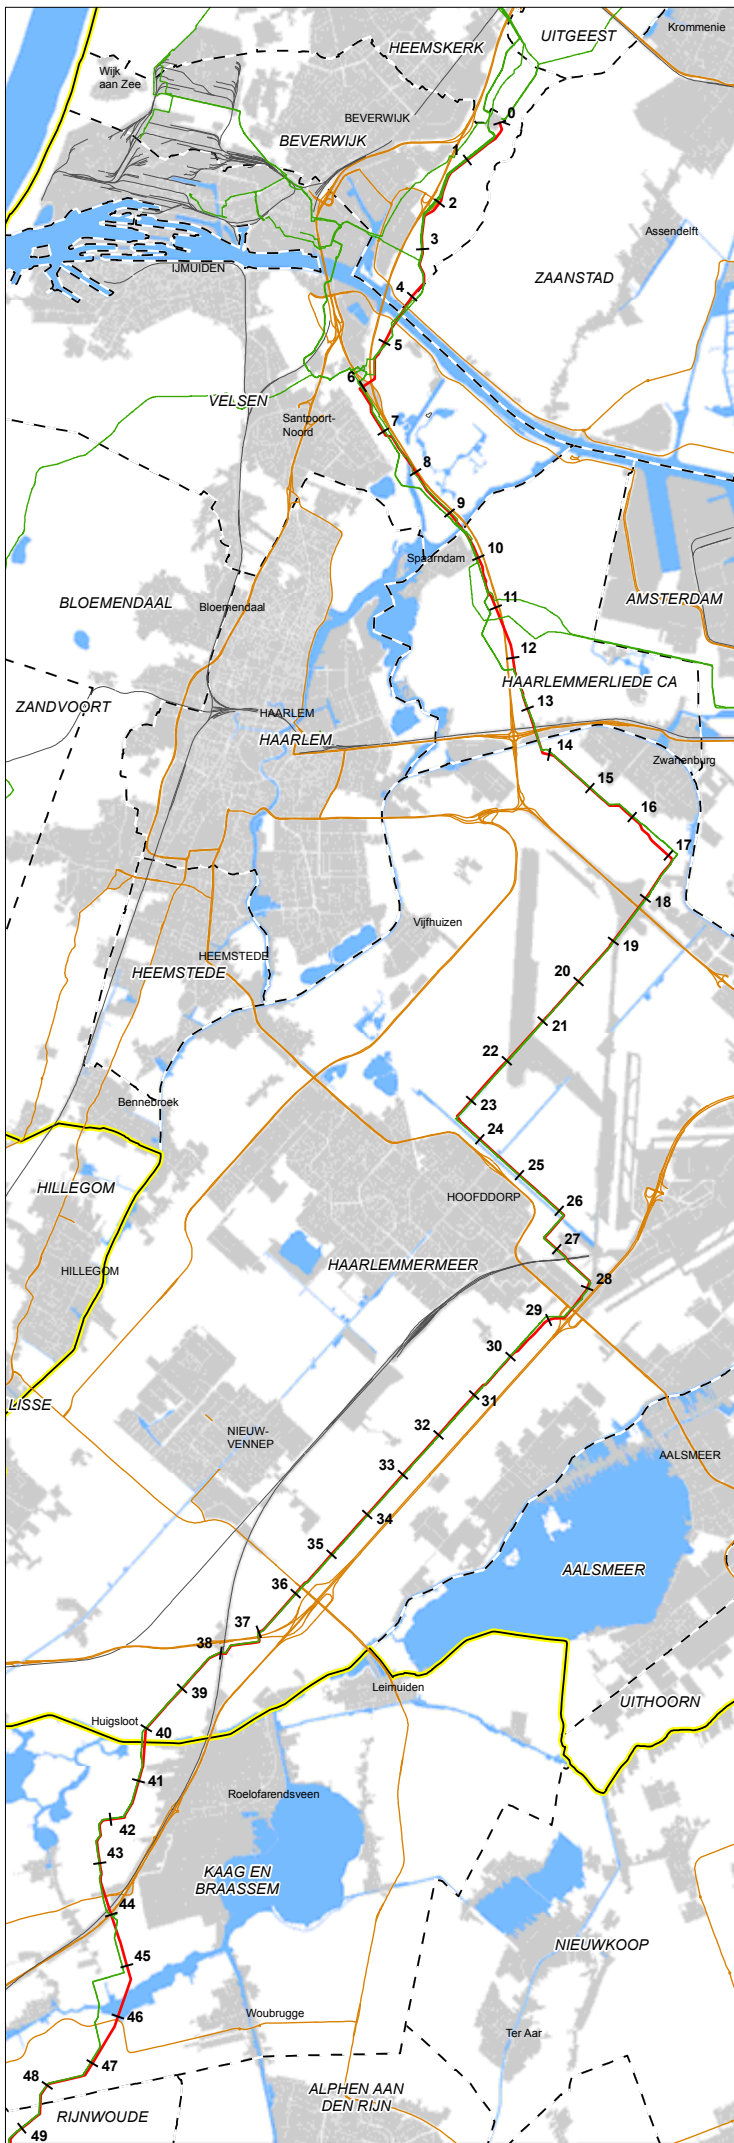 HEEMSKERK
UITGEEST
Krommenie
Wijk
aan Zee
BEVERWIJK
0
BEVERWIJK
1
2
Assendelft
3
IJMUIDEN
ZAANSTAD
4
5
6
VELSEN
Santpoort-
Noord
7
8
9
10
Spaarndam
BLOEMENDAAL
Bloemendaal
11
AMSTERDAM
12
HAARLEMMERLIEDE CA
ZANDVOORT
13
HAARLEM
HAARLEM
14
Zwanenburg
15
16
17
18
Vijfhuizen
19
HEEMSTEDE
HEEMSTEDE
20
21
22
23
Bennebroek
24
25
HILLEGOM
HOOFDDORP
26
27
HAARLEMMERMEER
HILLEGOM
28
29
30
31
LISSE
32
NIEUW-
VENNEP
AALSMEER
33
34
35
AALSMEER
36
37
38
39
Leimuiden
UITHOORN
Huigsloot
40
41
Roelofarendsveen
42
43
KAAG EN
BRAASSEM
44
NIEUWKOOP
45
46
Woubrugge
Ter Aar
47
48
ALPHEN AAN
DEN RIJN
RIJNWOUDE
49